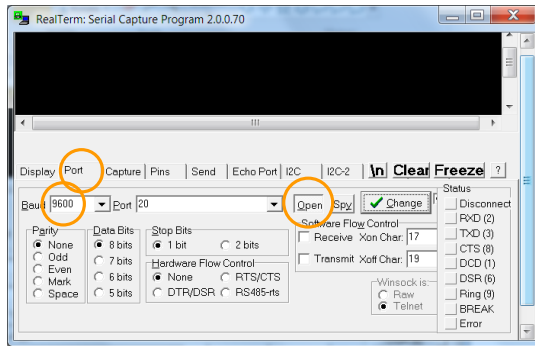 RealTerm: Serial Capture Program 2.0.0.70
Display Port Capture Pins Send Echo Port I2C I2C-2 \n Clear Freeze ?
Status
Baud 9600 Port 20 Open Spy Change Disconnect
Parity Data Bits Stop Bits Software Flow Control RXD (2)
None 8 bits 1 bit 2 bits Receive Xon Char: 17 TXD (3)
Odd 7 bits Hardware Flow Control Transmit Xoff Char: 19 CTS (8)
Even 6 bits None RTS/CTS Winsock is: DCD (1)
Mark 5 bits DTR/DSR RS485-rts Raw DSR (6)
Space Telnet Ring (9)
BREAK
Error